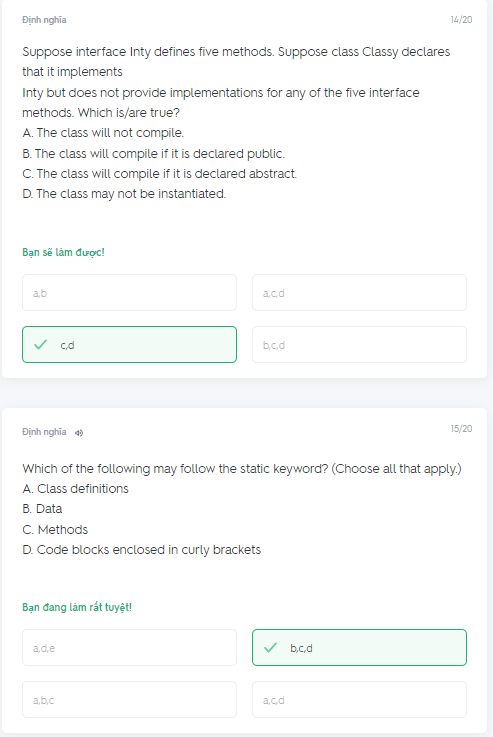 Định nghĩa
14/20
Suppose interface Inty defines five methods. Suppose class Classy declares
that it implements
Inty but does not provide implementations for any of the five interface
methods. Which is/are true?
A. The class will not compile.
B. The class will compile if it is declared public.
C. The class will compile if it is declared abstract.
D. The class may not be instantiated.
Bạn sẽ làm được!
a,b
a,c,d
c,d
b,c,d
Định nghĩa
15/20
Which of the following may follow the static keyword? (Choose all that apply.)
A. Class definitions
B. Data
C. Methods
D. Code blocks enclosed in curly brackets
Bạn đang làm rất tuyệt!
a,d,e
b,c,d
a,b,c
a,c,d